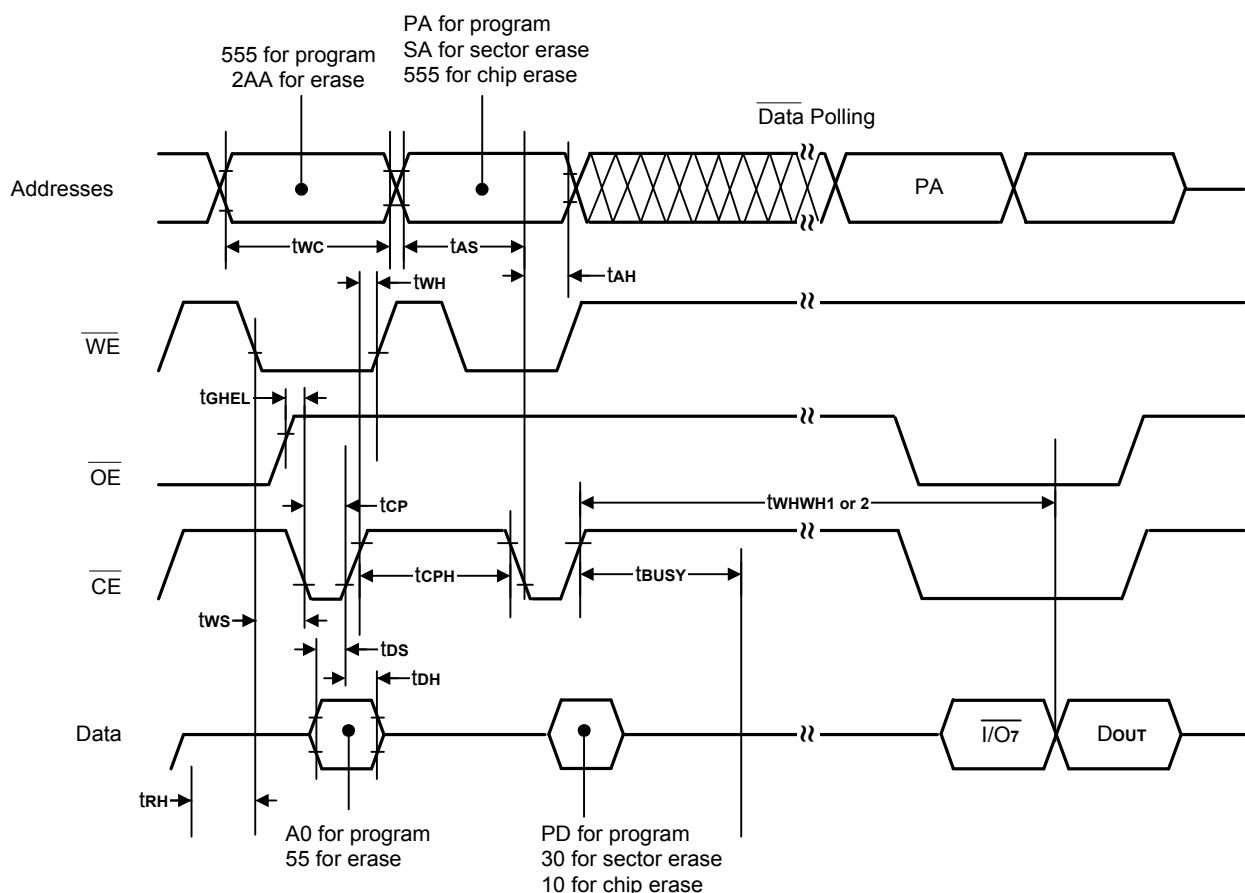 555 for program
2AA for erase
PA for program
SA for sector erase
555 for chip erase
Data Polling
Addresses
PA
tWC
tAS
tWH
tAH
WE
tGHEL
OE
tCP
tWHWH1 or 2
CE
tCPH
tBUSY
tWS
tDS
tDH
Data
I/O7
DOUT
tRH
A0 for program
55 for erase
PD for program
30 for sector erase
10 for chip erase